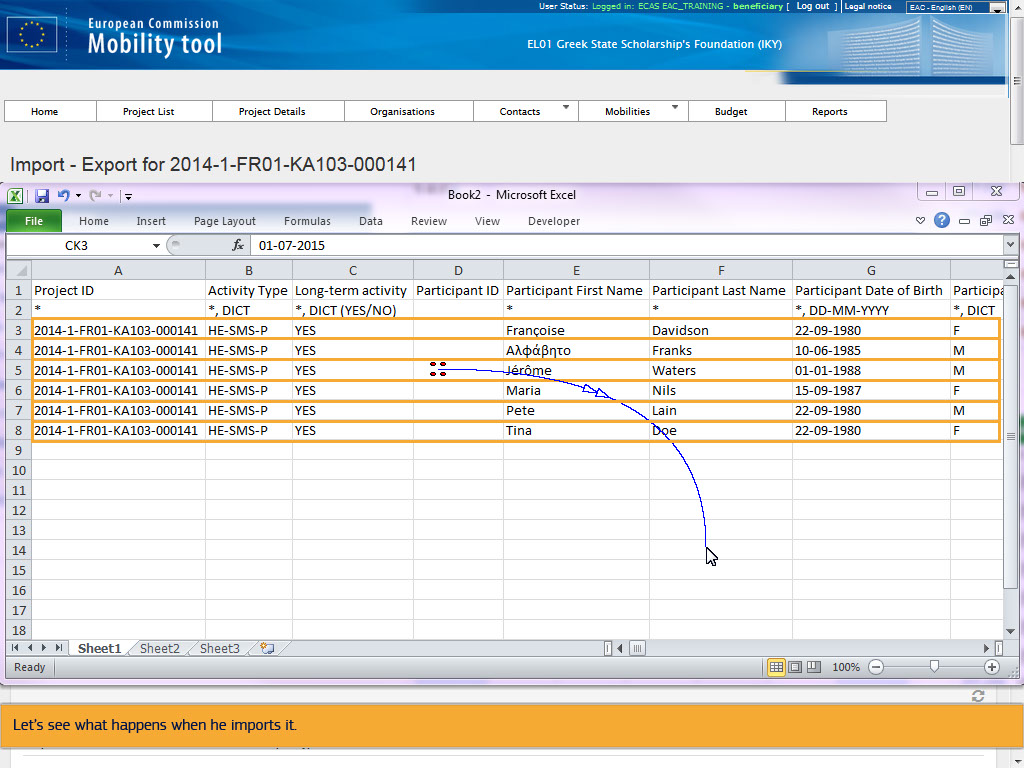 User Status: Logged in: ECAS EAC_TRAINING - beneficiary [ Log out ] Legal notice EAC - English (EN)
European Commission
Mobility tool
EL01 Greek State Scholarship's Foundation (IKY)
Home Project List Project Details Organisations Contacts Mobilities Budget Reports
Import - Export for 2014-1-FR01-KA103-000141
Book2 - Microsoft Excel
File Home Insert Page Layout Formulas Data Review View Developer
CK3 fx 01-07-2015
A B C D E F G
1 Project ID Activity Type Long-term activity Participant ID Participant First Name Participant Last Name Participant Date of Birth Participa
2 * *, DICT *, DICT (YES/NO) * * *, DD-MM-YYYY *, DICT
3 2014-1-FR01-KA103-000141 HE-SMS-P YES Françoise Davidson 22-09-1980 F
4 2014-1-FR01-KA103-000141 HE-SMS-P YES Αλφάβητο Franks 10-06-1985 M
5 2014-1-FR01-KA103-000141 HE-SMS-P YES Jérôme Waters 01-01-1988 M
6 2014-1-FR01-KA103-000141 HE-SMS-P YES Maria Nils 15-09-1987 F
7 2014-1-FR01-KA103-000141 HE-SMS-P YES Pete Lain 22-09-1980 M
8 2014-1-FR01-KA103-000141 HE-SMS-P YES Tina Doe 22-09-1980 F
9
10
11
12
13
14
15
16
17
18
Sheet1 Sheet2 Sheet3
Ready 100%
Let's see what happens when he imports it.